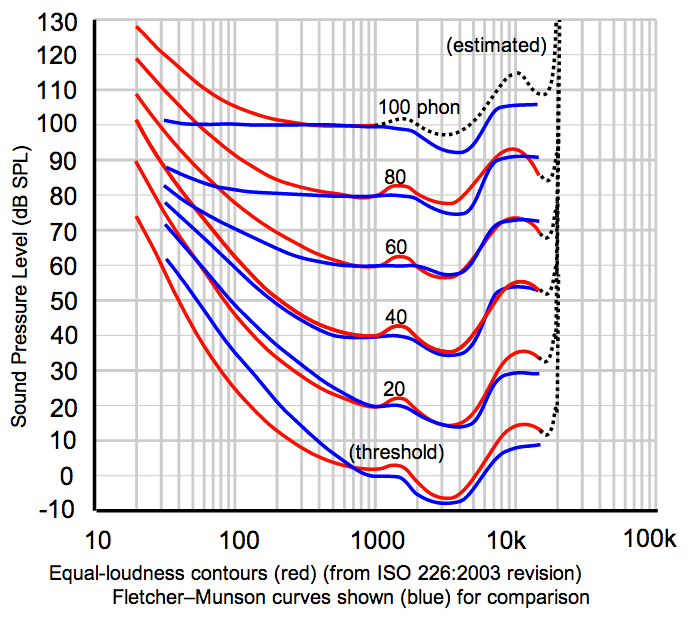 130
120
(estimated)
110
100 phon
100
90
80
80
70
60
60
50
40
40
30
20
20
10
(threshold)
0
-10
10 100 1000 10k 100k
Sound Pressure Level (dB SPL)
Equal-loudness contours (red) (from ISO 226:2003 revision)
Fletcher–Munson curves shown (blue) for comparison